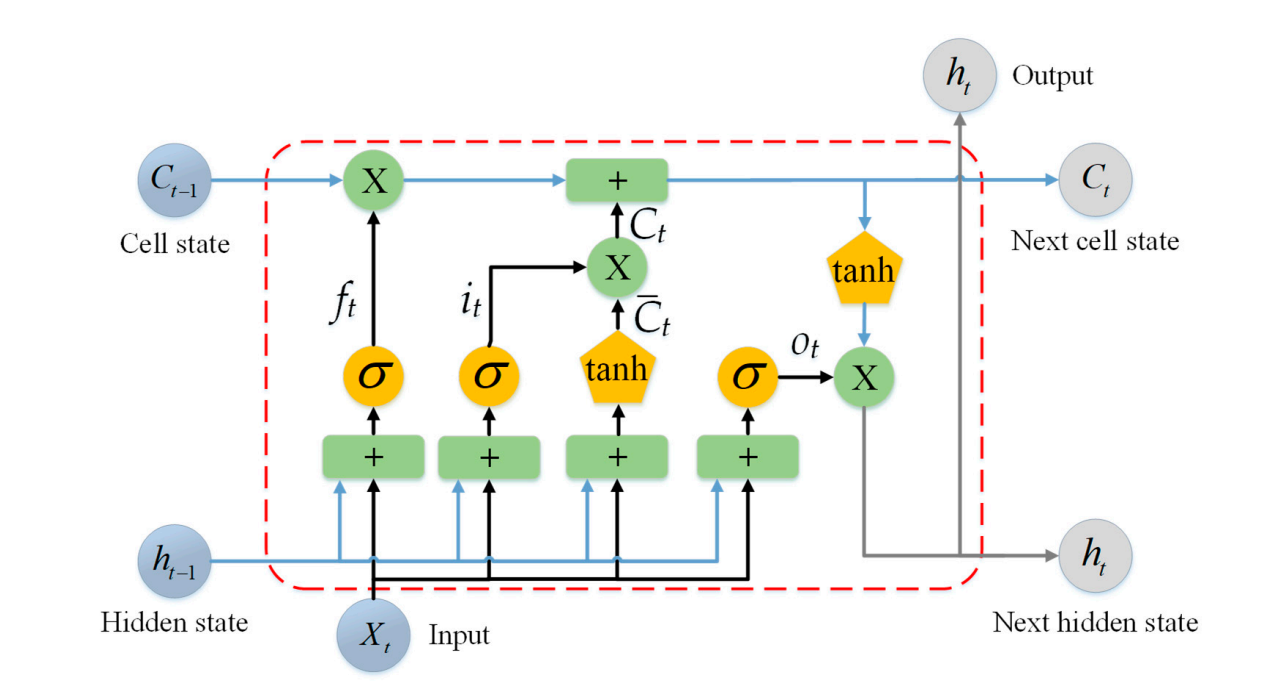 hₜ Output
Cₜ₋₁ X + Cₜ
Cell state Cₜ Next cell state
fₜ iₜ X tanh
C̄ₜ
σ σ tanh σ oₜ X
+ + + +
hₜ₋₁ hₜ
Hidden state Xₜ Input Next hidden state